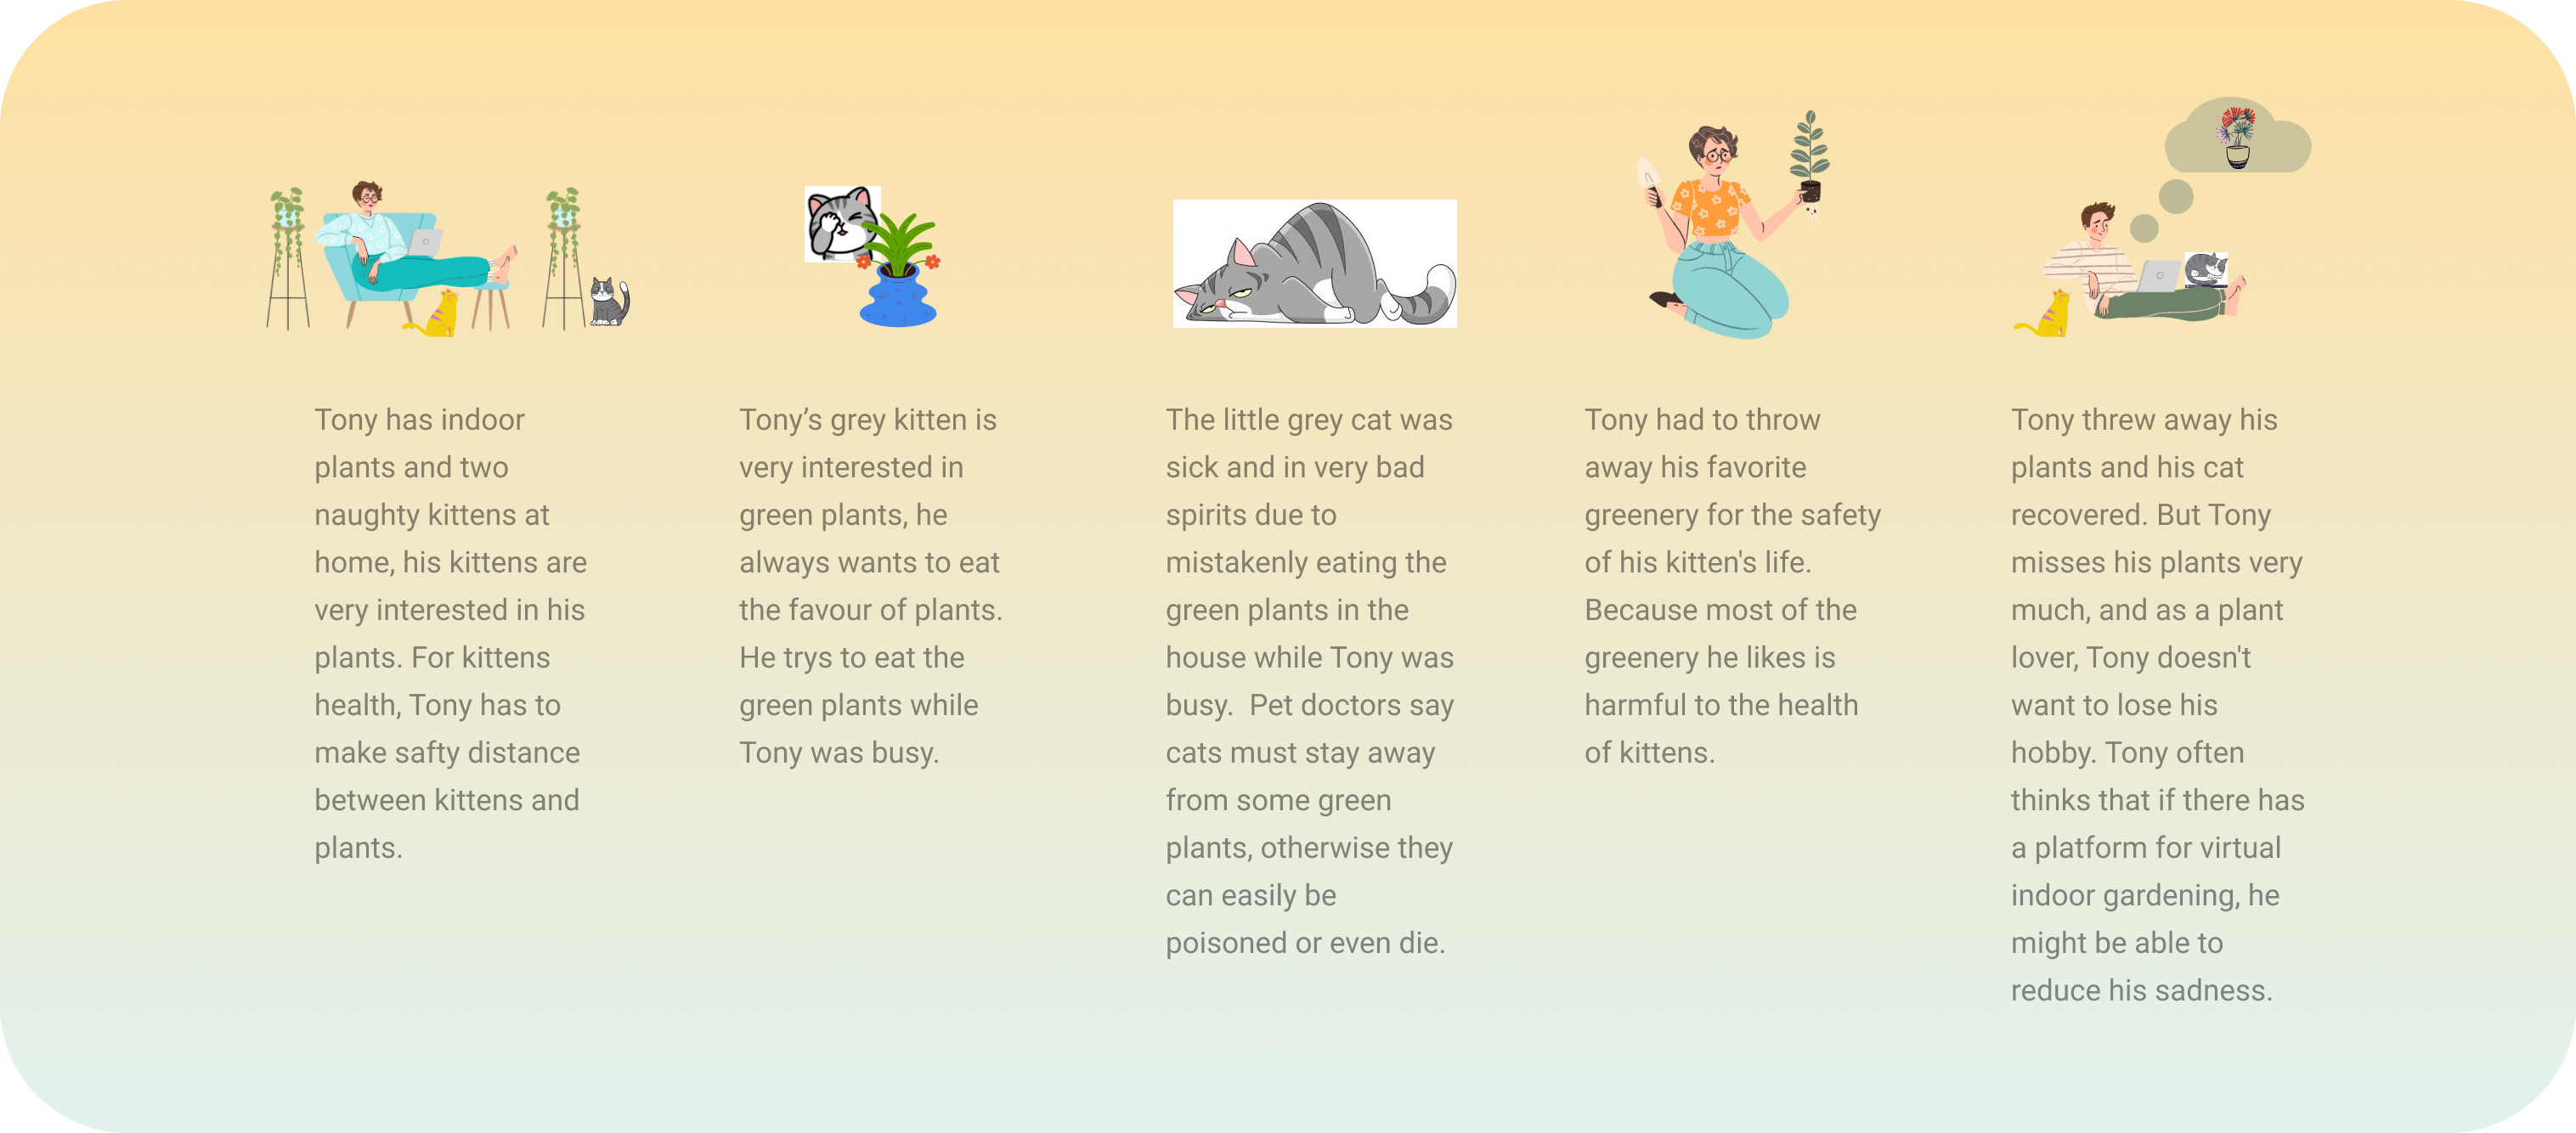 Tony has indoor
plants and two
naughty kittens at
home, his kittens are
very interested in his
plants. For kittens
health, Tony has to
make safty distance
between kittens and
plants.
Tony’s grey kitten is
very interested in
green plants, he
always wants to eat
the favour of plants.
He trys to eat the
green plants while
Tony was busy.
The little grey cat was
sick and in very bad
spirits due to
mistakenly eating the
green plants in the
house while Tony was
busy.  Pet doctors say
cats must stay away
from some green
plants, otherwise they
can easily be
poisoned or even die.
Tony had to throw
away his favorite
greenery for the safety
of his kitten's life.
Because most of the
greenery he likes is
harmful to the health
of kittens.
Tony threw away his
plants and his cat
recovered. But Tony
misses his plants very
much, and as a plant
lover, Tony doesn't
want to lose his
hobby. Tony often
thinks that if there has
a platform for virtual
indoor gardening, he
might be able to
reduce his sadness.